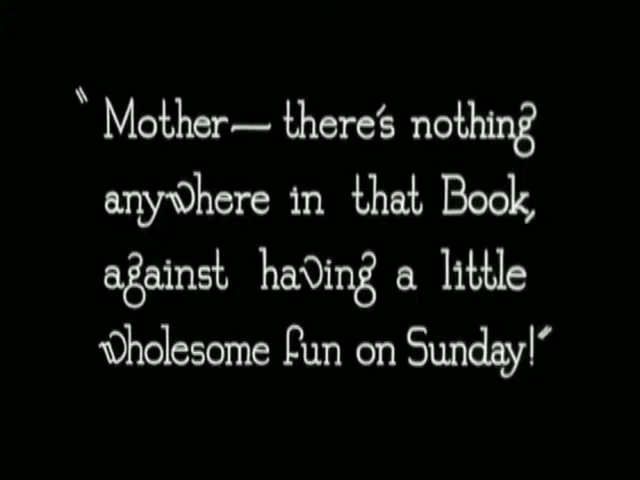 "Mother— there's nothing
anywhere in that Book,
against having a little
wholesome fun on Sunday!"